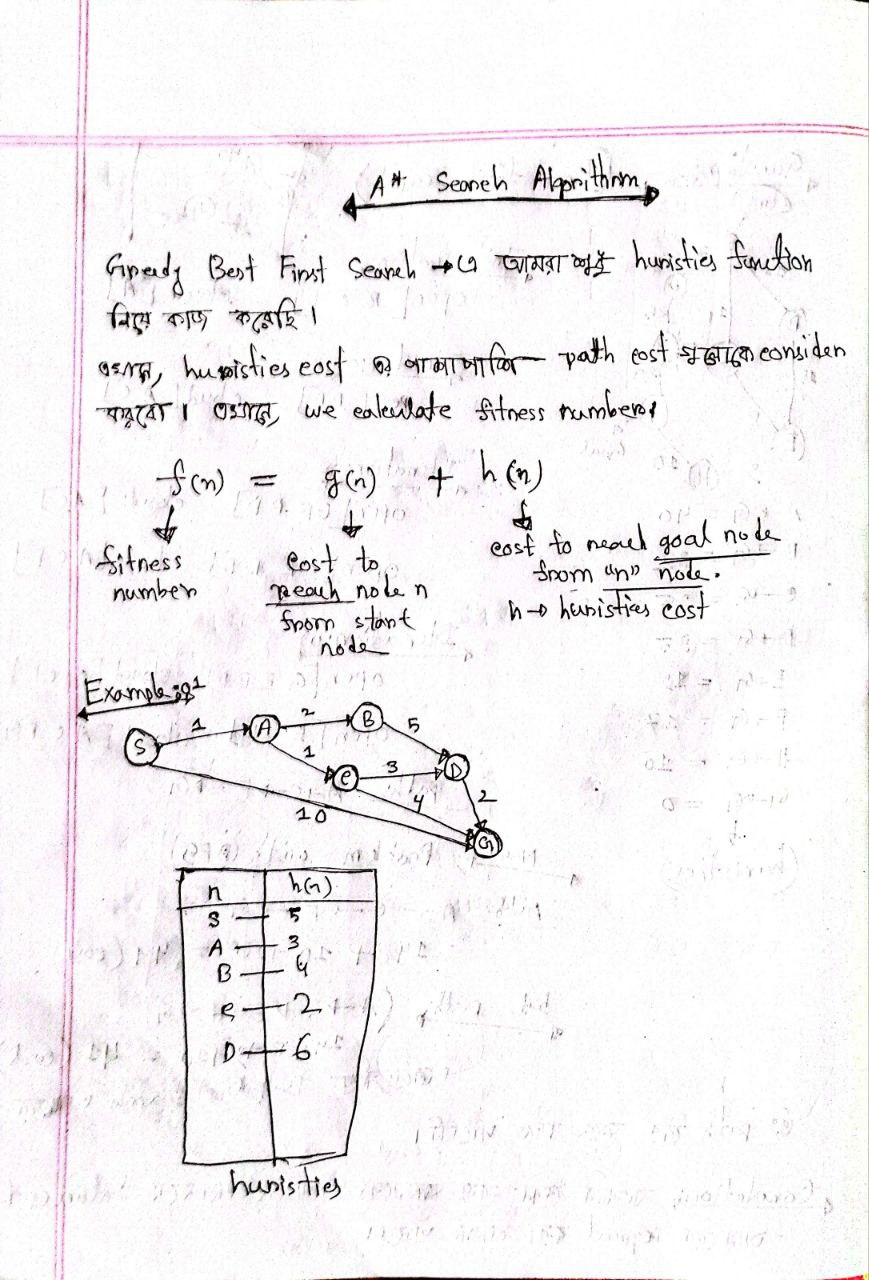 A* Search Algorithm
Greedy Best First Search → এ আমরা শুধু huristics function
নিয়ে কাজ করেছি।
এখানে, huristics cost এর পাশাপাশি path cost গুলোকে consider
করবো। এখানে, we calculate fitness number.
f(n) = g(n) + h(n)
fitness
number
cost to
reach node n
from start
node
cost to reach goal node
from "n" node.
h → huristics cost
Example:01
S 1 A 2 B 5
1 C 3 D
10 4 2
G
n h(n)
S 5
A 3
B 4
C 2
D 6
huristics